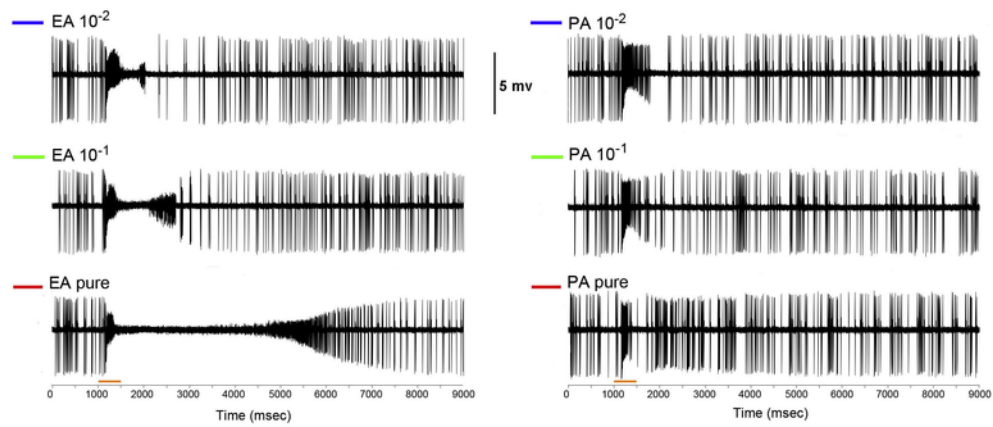 EA 10⁻²
PA 10⁻²
5 mv
EA 10⁻¹
PA 10⁻¹
EA pure
PA pure
0 1000 2000 3000 4000 5000 6000 7000 8000 9000
0 1000 2000 3000 4000 5000 6000 7000 8000 9000
Time (msec)
Time (msec)